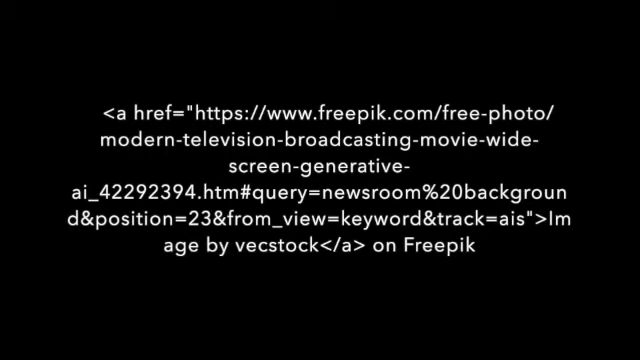 <a href="https://www.freepik.com/free-photo/
modern-television-broadcasting-movie-wide-
screen-generative-
ai_42292394.htm#query=newsroom%20backgroun
d&position=23&from_view=keyword&track=ais">Im
age by vecstock</a> on Freepik